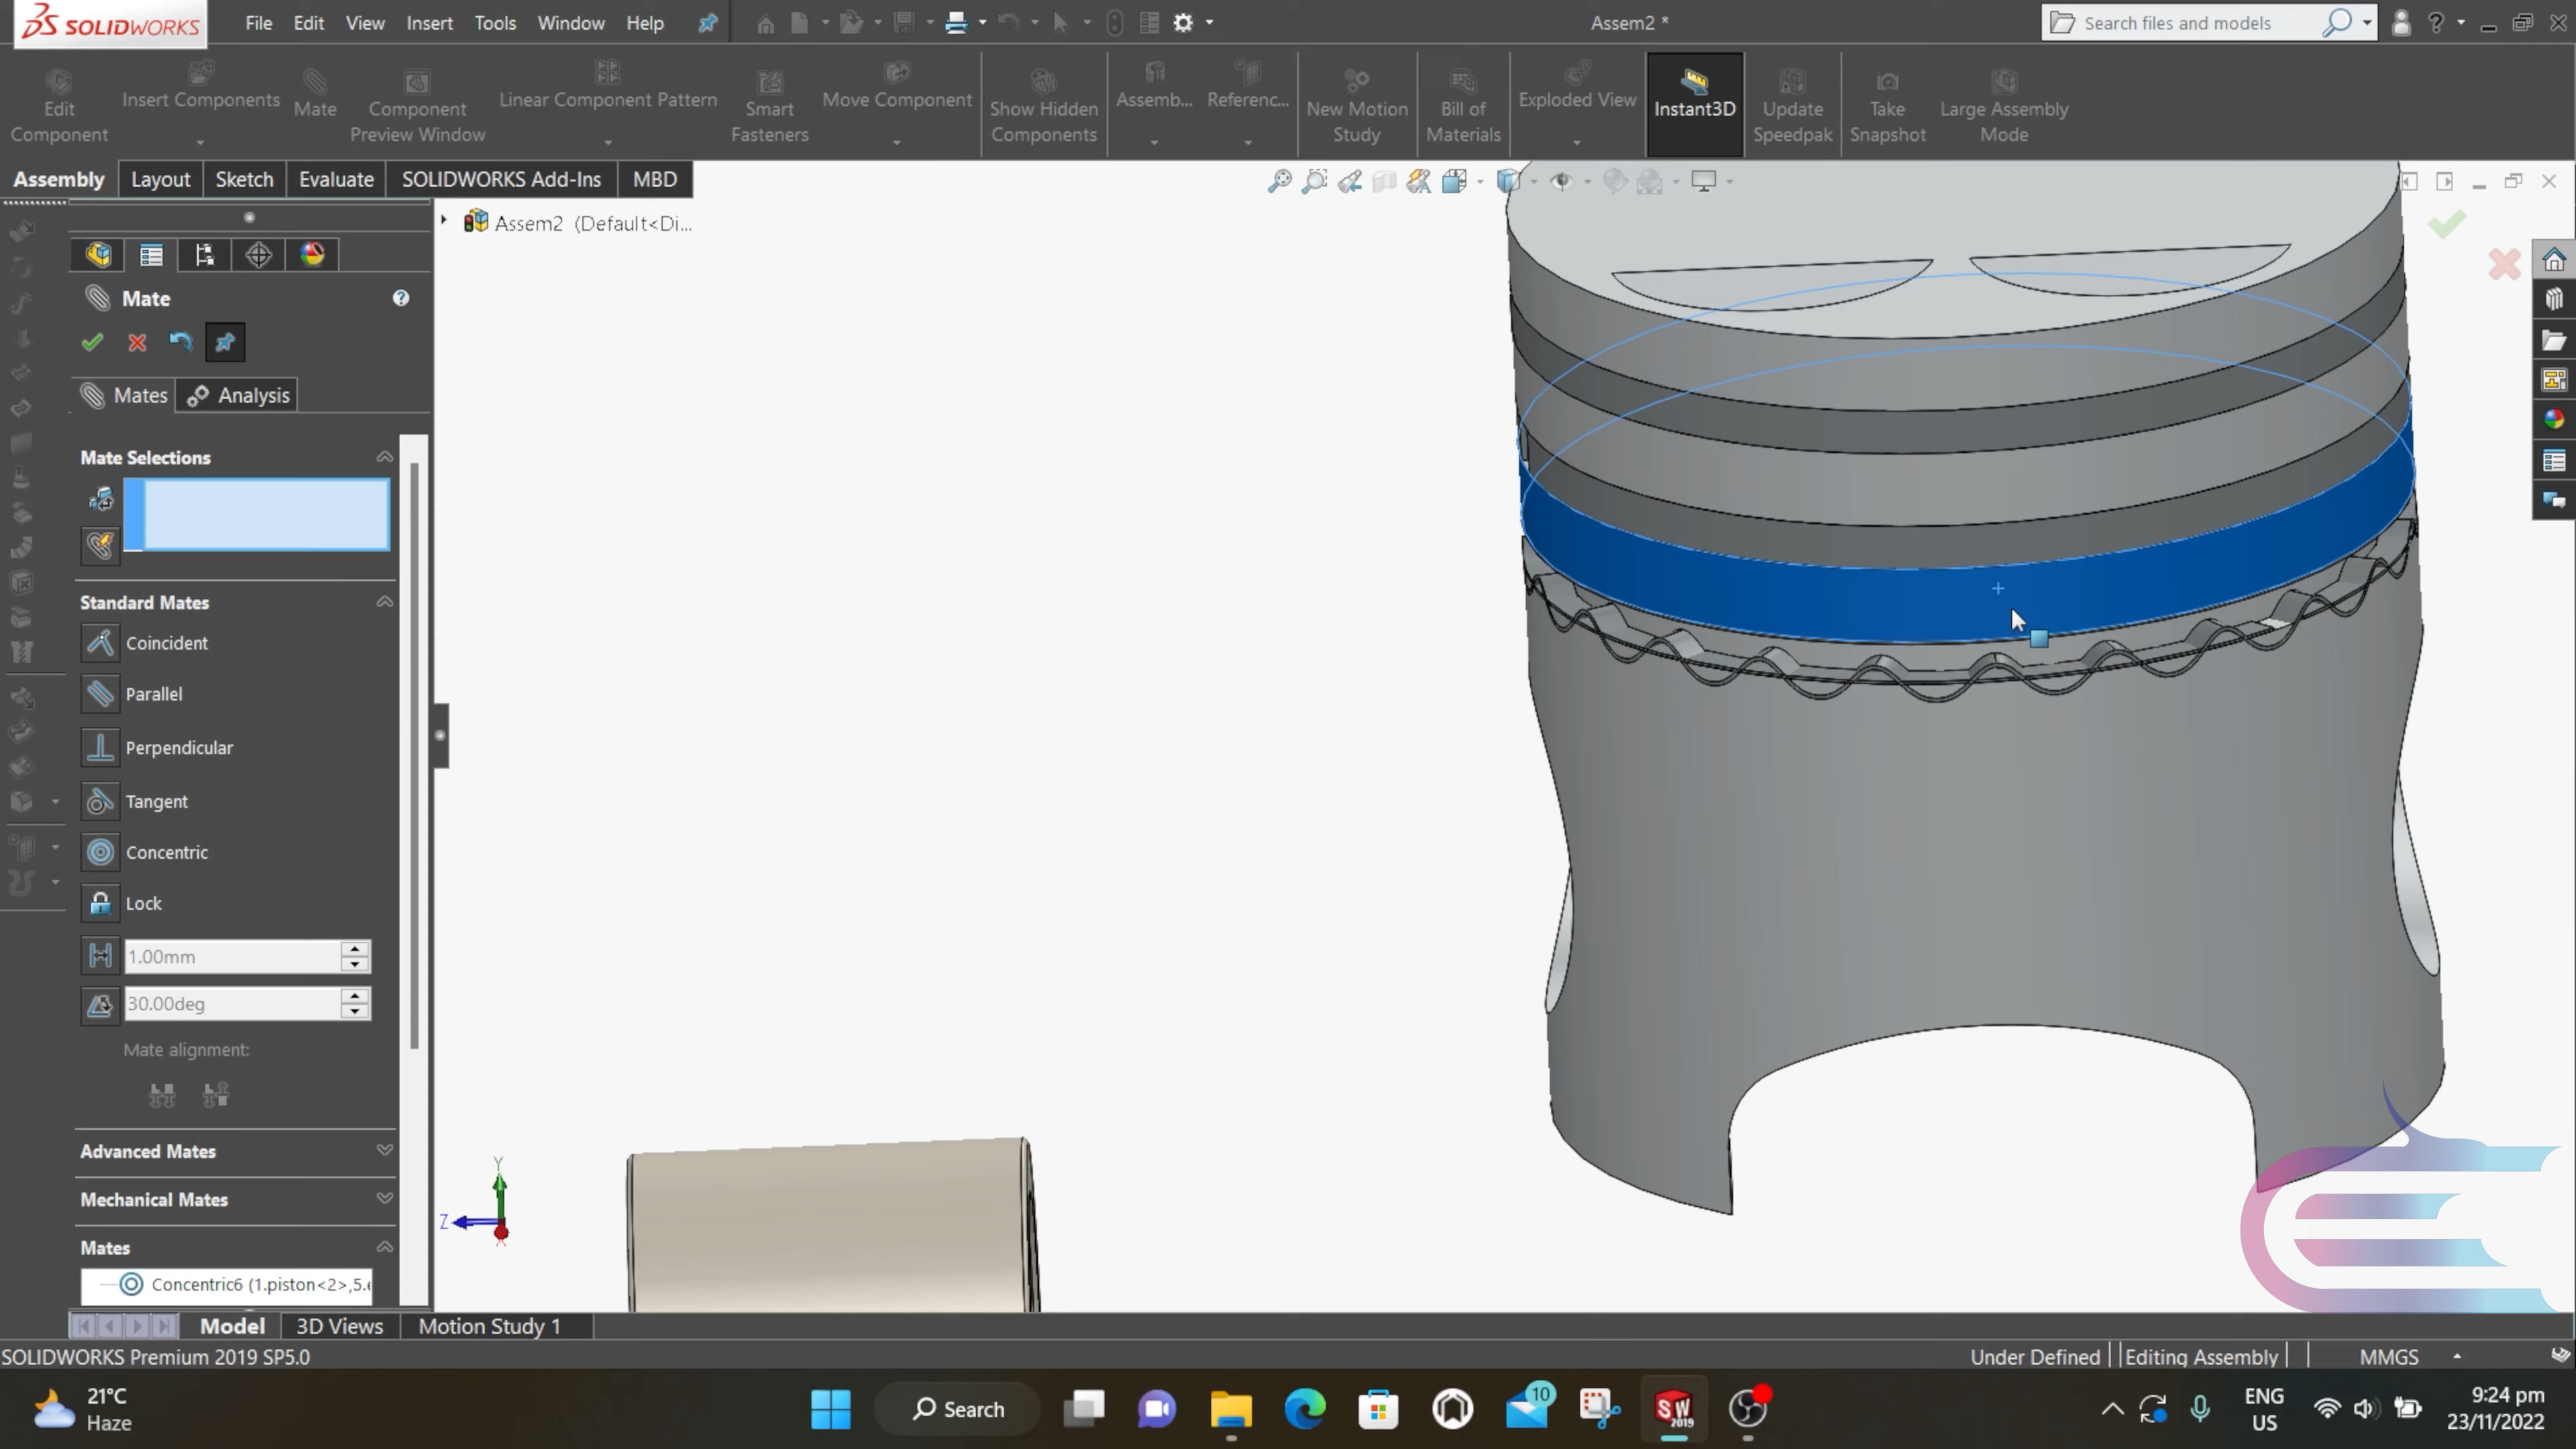 SOLIDWORKS
File Edit View Insert Tools Window Help
Assem2 *
Search files and models
Edit Component
Insert Components
Mate
Component Preview Window
Linear Component Pattern
Smart Fasteners
Move Component
Show Hidden Components
Assemb...
Referenc...
New Motion Study
Bill of Materials
Exploded View
Instant3D
Update Speedpak
Take Snapshot
Large Assembly Mode
Assembly Layout Sketch Evaluate SOLIDWORKS Add-Ins MBD
Assem2 (Default<Di...
Mate
Mates Analysis
Mate Selections
Standard Mates
Coincident
Parallel
Perpendicular
Tangent
Concentric
Lock
1.00mm
30.00deg
Mate alignment:
Advanced Mates
Mechanical Mates
Mates
Concentric6 (1.piston<2>,5.
Y
Z
X
Model 3D Views Motion Study 1
SOLIDWORKS Premium 2019 SP5.0
Under Defined Editing Assembly MMGS
21°C
Haze
Search
10
SW
2019
ENG
US
9:24 pm
23/11/2022